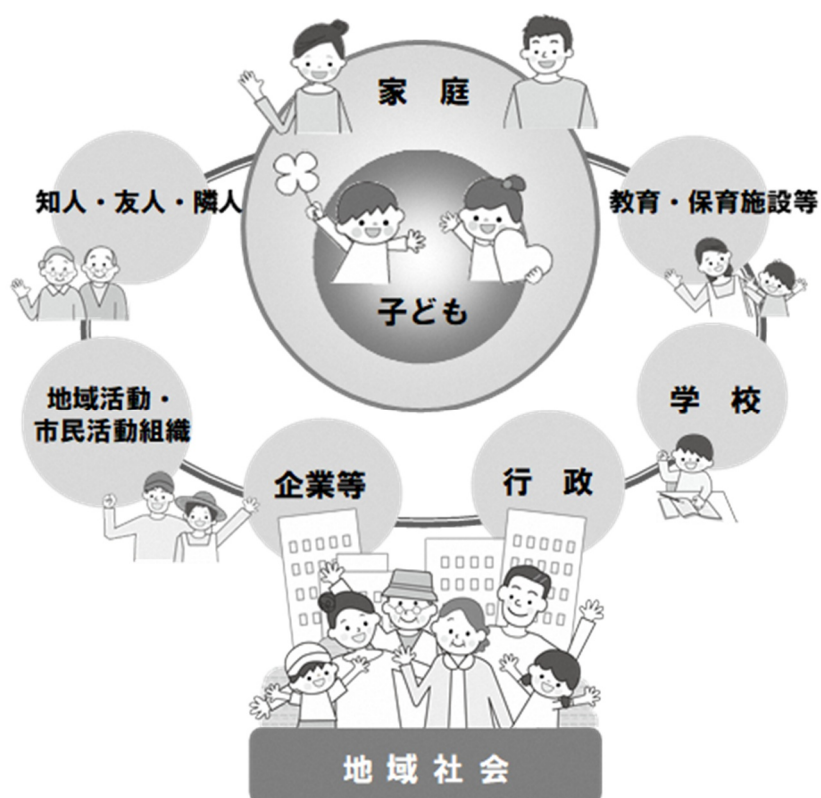 家　庭
知人・友人・隣人
教育・保育施設等
子ども
地域活動・
市民活動組織
学　校
企業等
行　政
地 域 社 会